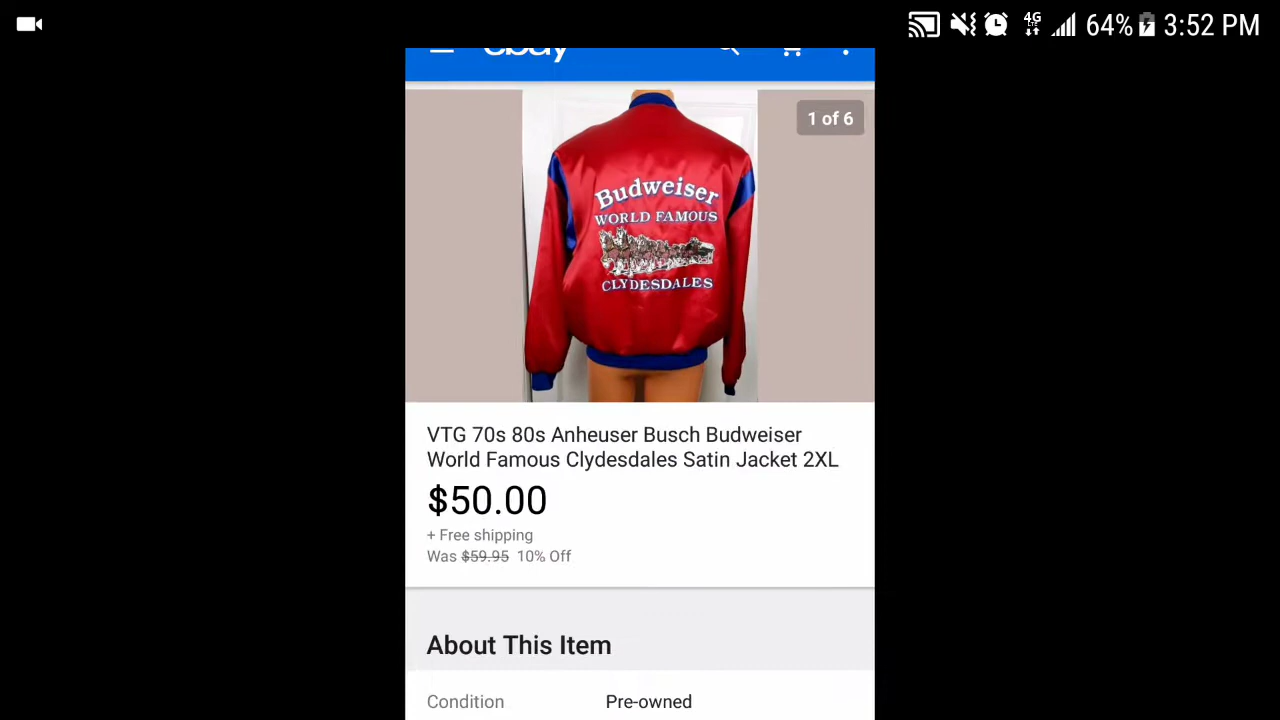 4G
64%
3:52 PM
ebay
1 of 6
Budweiser
WORLD FAMOUS
CLYDESDALES
VTG 70s 80s Anheuser Busch Budweiser
World Famous Clydesdales Satin Jacket 2XL
$50.00
+ Free shipping
Was $59.95 10% Off
About This Item
Condition Pre-owned